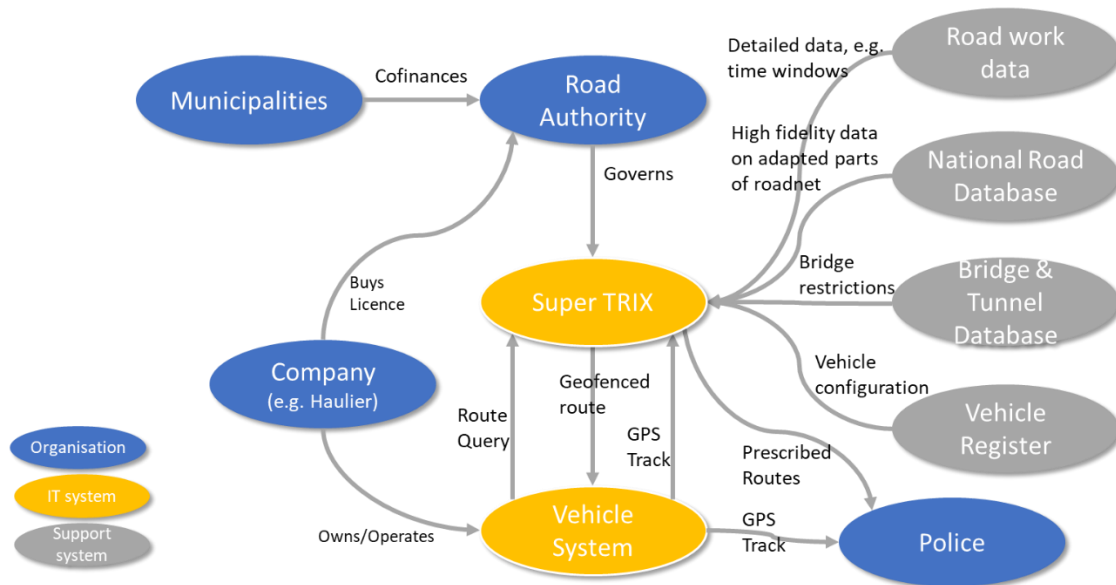 Detailed data, e.g.
time windows
Road work
data
Municipalities
Cofinances
Road
Authority
High fidelity data
on adapted parts
of roadnet
National Road
Database
Governs
Bridge
restrictions
Bridge &
Tunnel
Database
Buys
Licence
Super TRIX
Company
(e.g. Haulier)
Vehicle
configuration
Vehicle
Register
Geofenced
route
Route
Query
GPS
Track
Prescribed
Routes
Organisation
IT system
Support
system
Owns/Operates
Vehicle
System
GPS
Track
Police